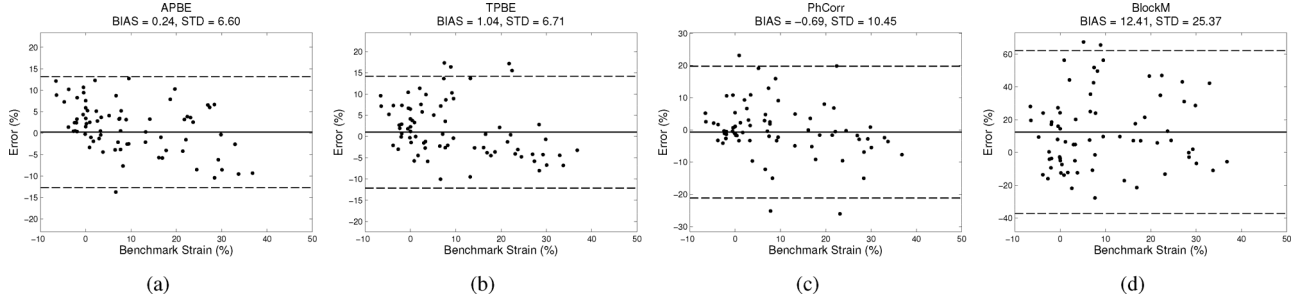 APBE
BIAS = 0.24, STD = 6.60
Error (%)
20
15
10
5
0
−5
−10
−15
−20
−10
0
10
20
30
40
50
Benchmark Strain (%)
(a)
TPBE
BIAS = 1.04, STD = 6.71
Error (%)
20
15
10
5
0
−5
−10
−15
−20
−10
0
10
20
30
40
50
Benchmark Strain (%)
(b)
PhCorr
BIAS = −0.69, STD = 10.45
Error (%)
30
20
10
0
−10
−20
−30
−10
0
10
20
30
40
50
Benchmark Strain (%)
(c)
BlockM
BIAS = 12.41, STD = 25.37
Error (%)
60
40
20
0
−20
−40
−10
0
10
20
30
40
50
Benchmark Strain (%)
(d)